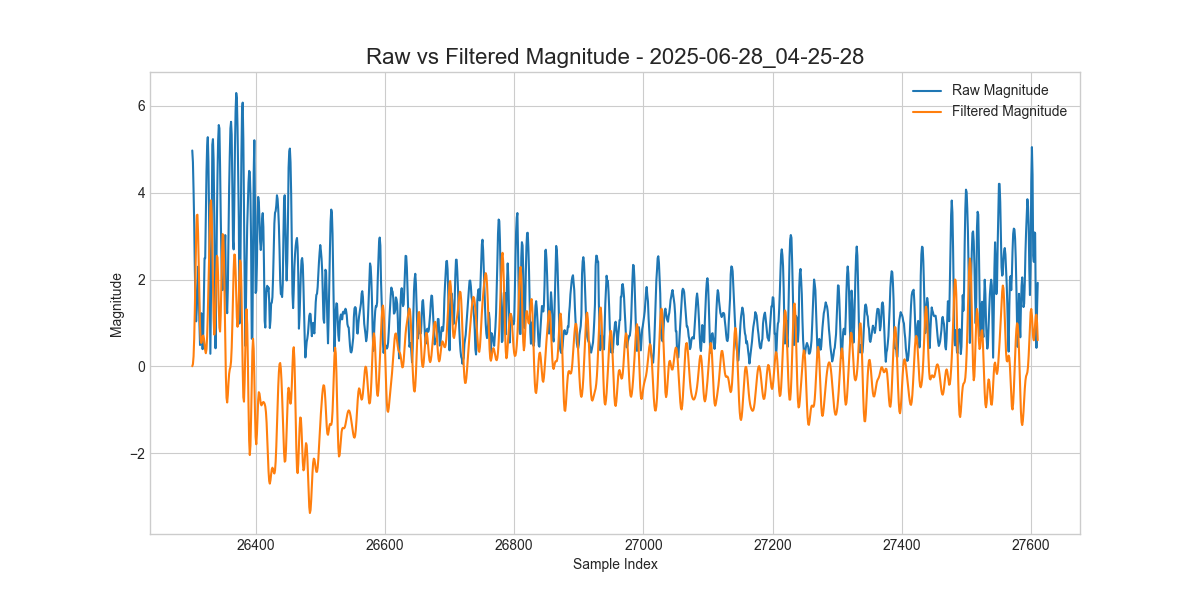 Raw vs Filtered Magnitude - 2025-06-28_04-25-28
Raw Magnitude
Filtered Magnitude
6
4
2
0
−2
Magnitude
26400 26600 26800 27000 27200 27400 27600
Sample Index